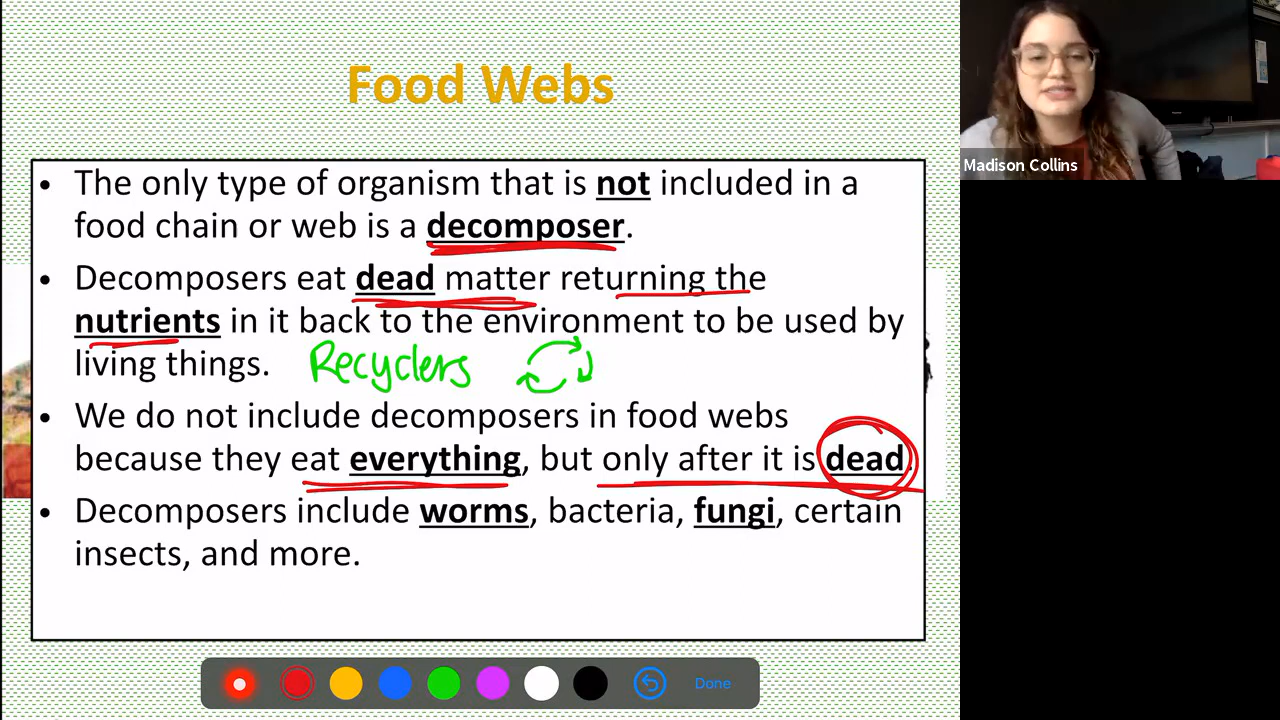 Food Webs
Madison Collins
• The only type of organism that is not included in a
food chain or web is a decomposer.
• Decomposers eat dead matter returning the
nutrients in it back to the environment to be used by
living things. Recyclers
• We do not include decomposers in food webs
because they eat everything, but only after it is dead.
• Decomposers include worms, bacteria, fungi, certain
insects, and more.
Done